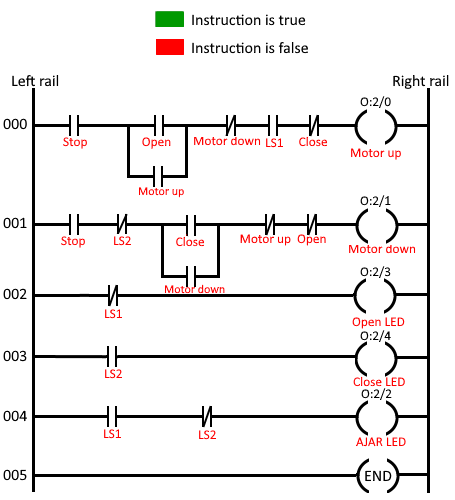 Instruction is true
Instruction is false
Left rail Right rail
O:2/0
000
Stop Open Motor down LS1 Close Motor up
Motor up
O:2/1
001
Stop LS2 Close Motor up Open Motor down
Motor down
O:2/3
002
LS1 Open LED
O:2/4
003
LS2 Close LED
O:2/2
004
LS1 LS2 AJAR LED
005 END